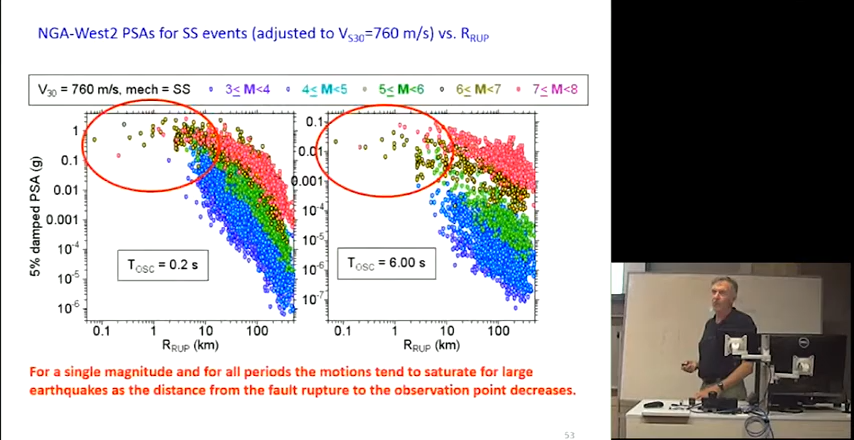 NGA-West2 PSAs for SS events (adjusted to VS30=760 m/s) vs. RRUP
V30 = 760 m/s, mech = SS 3≤ M<4 4≤ M<5 5≤ M<6 6≤ M<7 7≤ M<8
5% damped PSA (g)
1
0.1
0.01
0.001
10-4
10-5
10-6
TOSC = 0.2 s
0.1 1 10 100
RRUP (km)
0.1
0.01
0.001
10-4
10-5
10-6
10-7
TOSC = 6.00 s
0.1 1 10 100
RRUP (km)
For a single magnitude and for all periods the motions tend to saturate for large
earthquakes as the distance from the fault rupture to the observation point decreases.
53
DELL